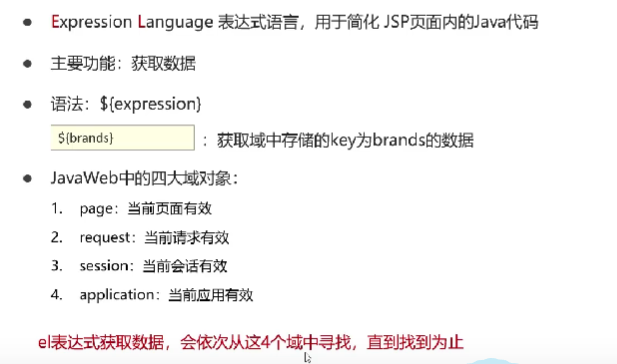 Expression Language 表达式语言，用于简化 JSP页面内的Java代码
主要功能：获取数据
语法：${expression}
${brands} ：获取域中存储的key为brands的数据
JavaWeb中的四大域对象：
1. page：当前页面有效
2. request：当前请求有效
3. session：当前会话有效
4. application：当前应用有效
el表达式获取数据，会依次从这4个域中寻找，直到找到为止